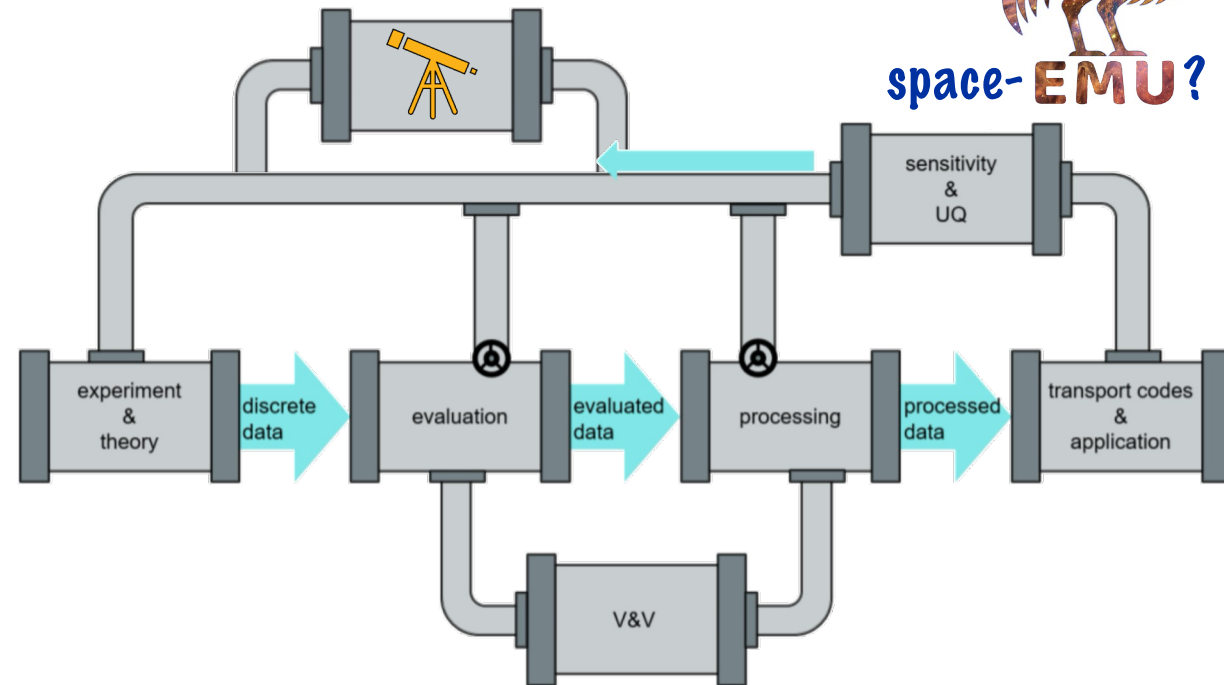 space-EMU?
sensitivity
&
UQ
experiment
&
theory
discrete
data
evaluation
evaluated
data
processing
processed
data
transport codes
&
application
V&V